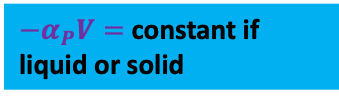 −α_P V = constant if
liquid or solid